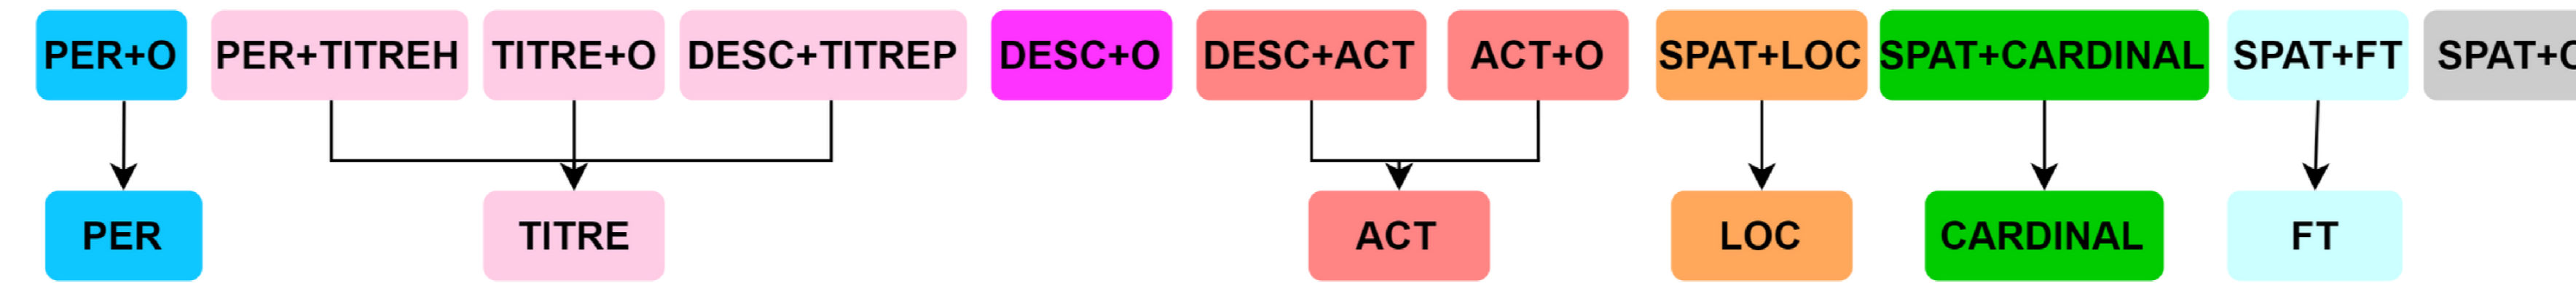 PER+O PER+TITREH TITRE+O DESC+TITREP DESC+O DESC+ACT ACT+O SPAT+LOC SPAT+CARDINAL SPAT+FT
PER TITRE ACT LOC CARDINAL FT